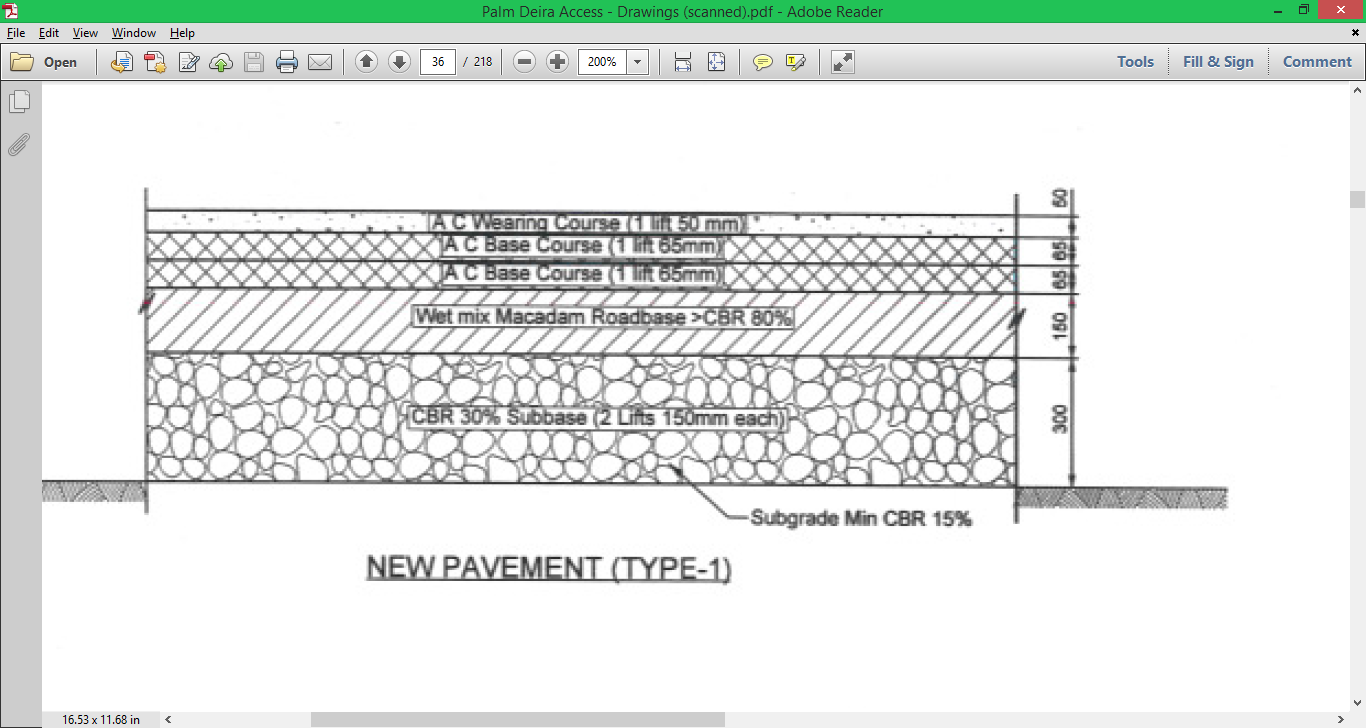 Palm Deira Access - Drawings (scanned).pdf - Adobe Reader
File Edit View Window Help
Open 36 / 218 200% Tools Fill & Sign Comment
50
A C Wearing Course (1 lift 50 mm)
A C Base Course (1 lift 65mm) 65
A C Base Course (1 lift 65mm) 65
Wet mix Macadam Roadbase >CBR 80% 150
CBR 30% Subbase (2 Lifts 150mm each) 300
Subgrade Min CBR 15%
NEW PAVEMENT (TYPE-1)
16.53 x 11.68 in